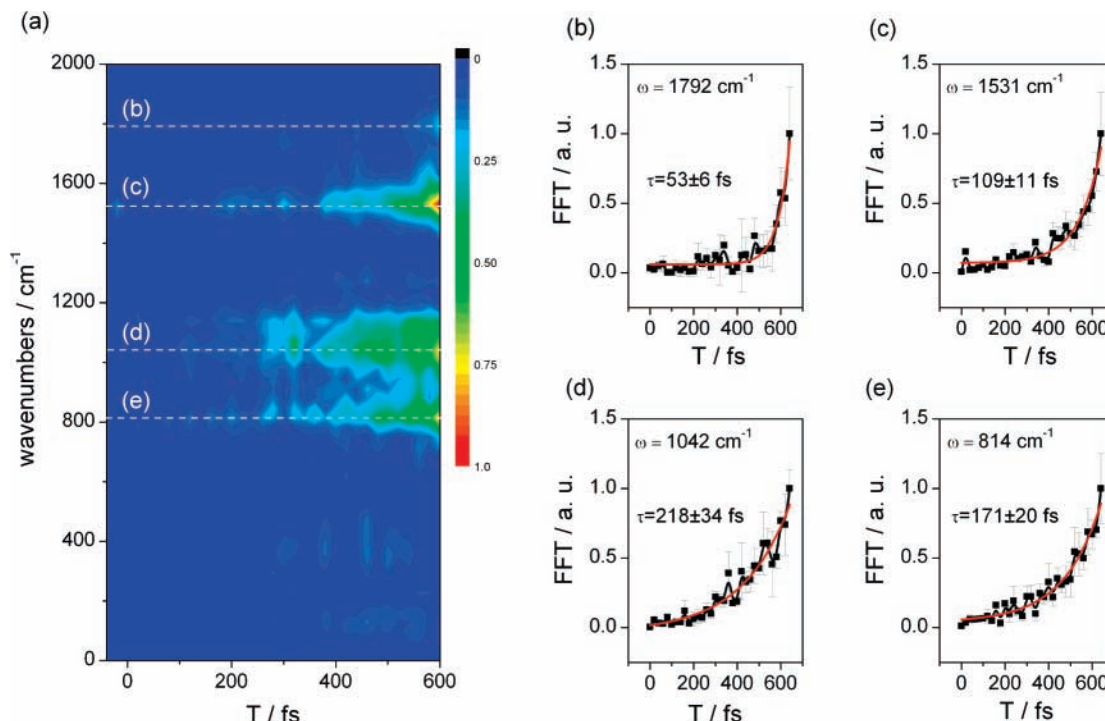 (a)
2000
1600
1200
800
400
0
wavenumbers / cm⁻¹
(b)
(c)
(d)
(e)
0 200 400 600
T / fs
0
0.25
0.50
0.75
1.0
(b)
1.5
1.0
0.5
0.0
FFT / a. u.
ω = 1792 cm⁻¹
τ=53±6 fs
0 200 400 600
T / fs
(c)
1.5
1.0
0.5
0.0
FFT / a. u.
ω = 1531 cm⁻¹
τ=109±11 fs
0 200 400 600
T / fs
(d)
1.5
1.0
0.5
0.0
FFT / a. u.
ω = 1042 cm⁻¹
τ=218±34 fs
0 200 400 600
T / fs
(e)
1.5
1.0
0.5
0.0
FFT / a. u.
ω = 814 cm⁻¹
τ=171±20 fs
0 200 400 600
T / fs